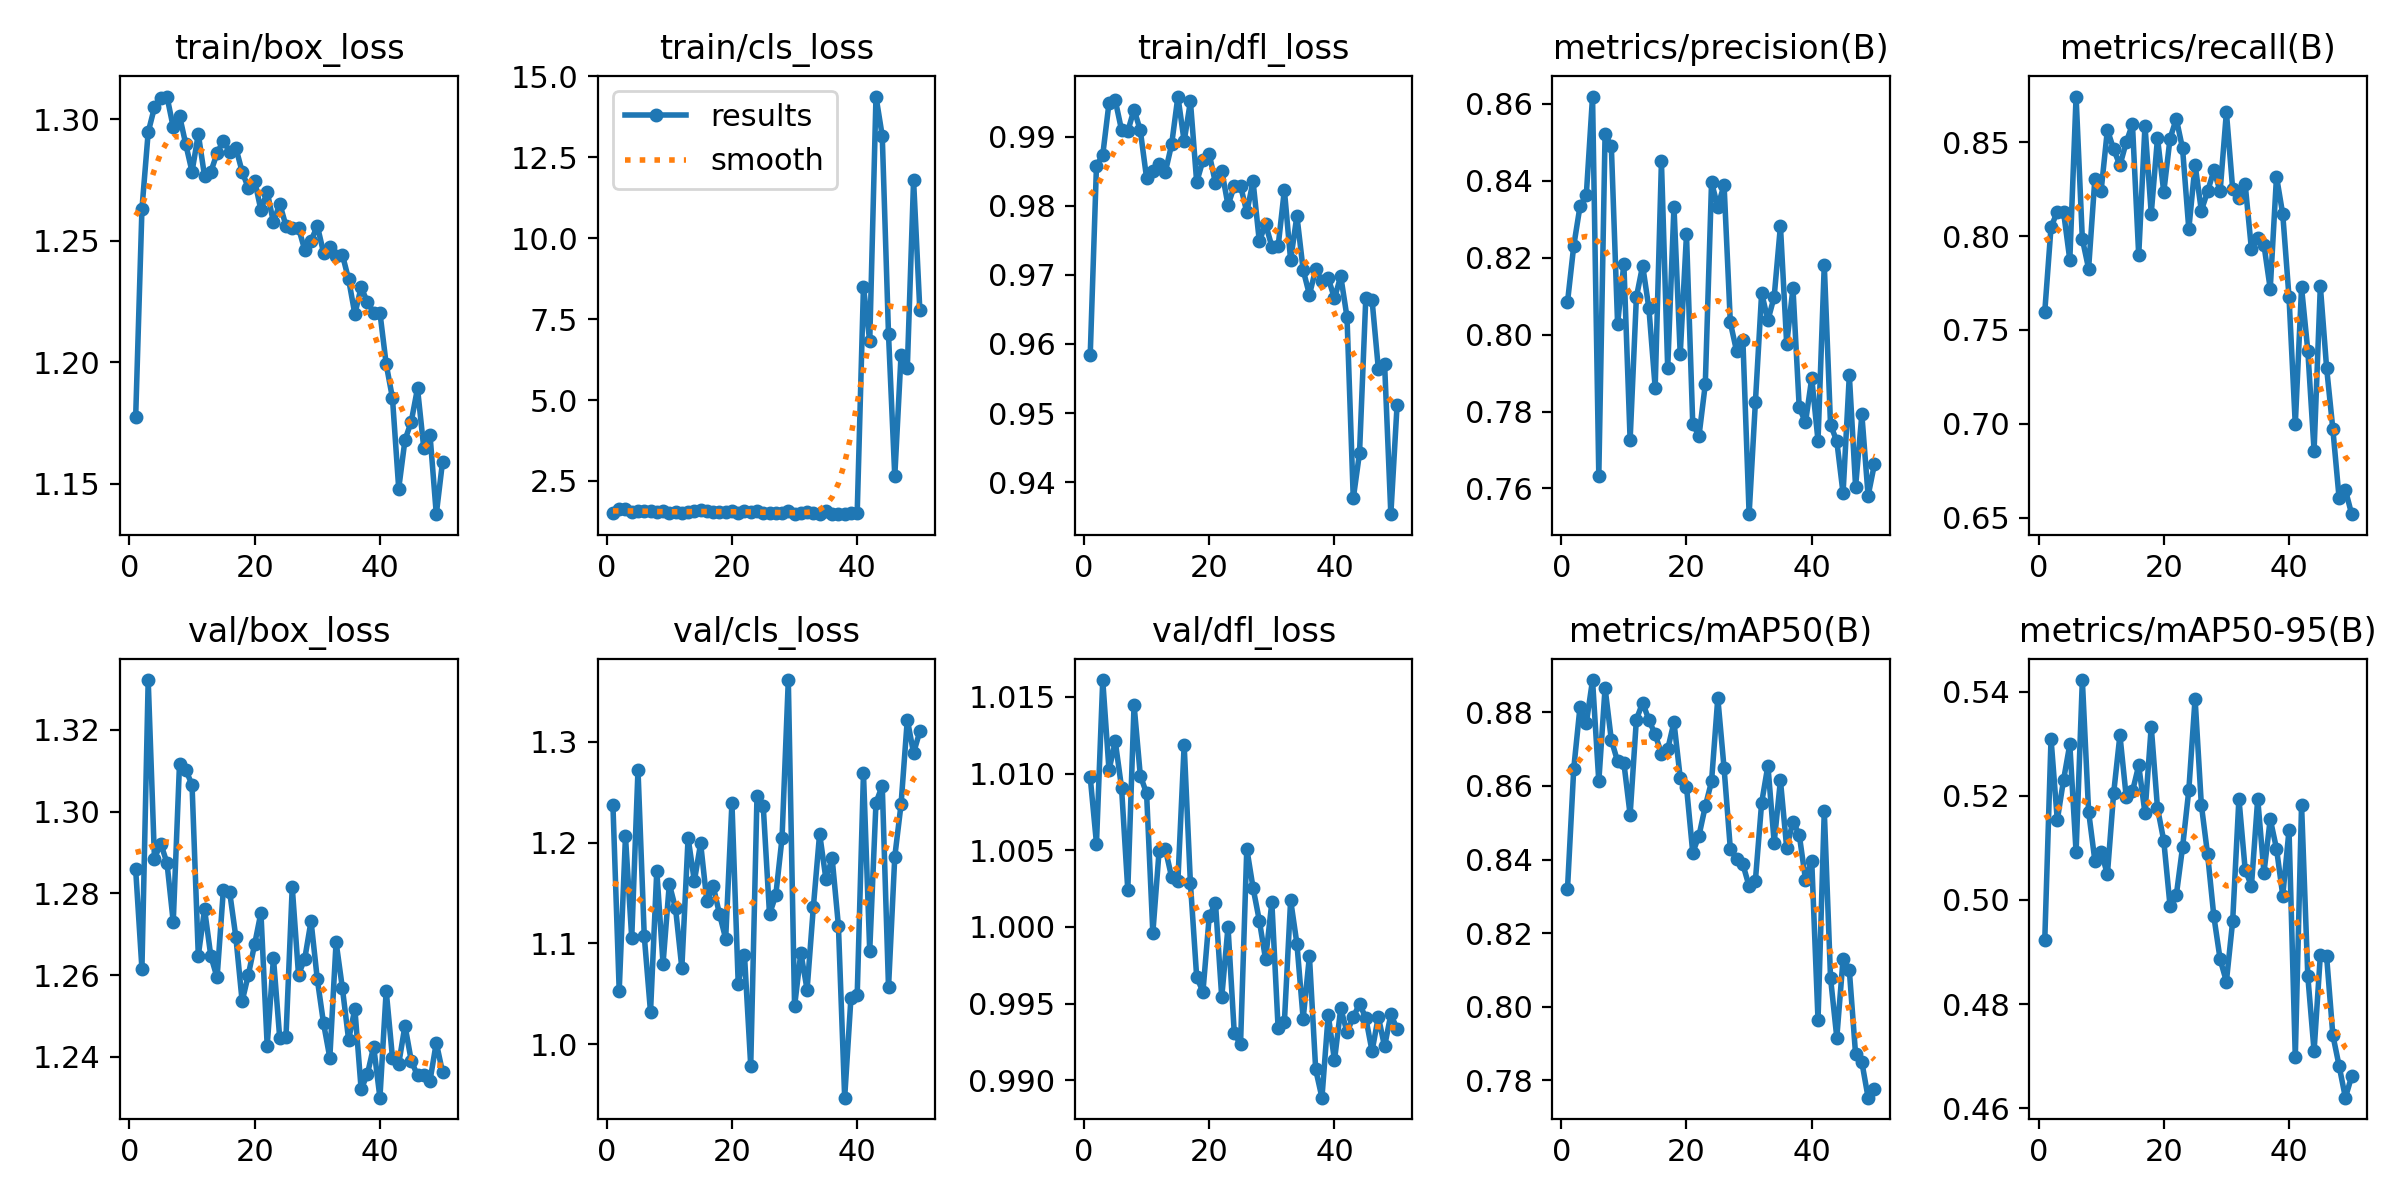 train/box_loss
train/cls_loss
train/dfl_loss
metrics/precision(B)
metrics/recall(B)
1.30
1.25
1.20
1.15
0 20 40
15.0
12.5
10.0
7.5
5.0
2.5
results
smooth
0 20 40
0.99
0.98
0.97
0.96
0.95
0.94
0 20 40
0.86
0.84
0.82
0.80
0.78
0.76
0 20 40
0.85
0.80
0.75
0.70
0.65
0 20 40
val/box_loss
val/cls_loss
val/dfl_loss
metrics/mAP50(B)
metrics/mAP50-95(B)
1.32
1.30
1.28
1.26
1.24
0 20 40
1.3
1.2
1.1
1.0
0 20 40
1.015
1.010
1.005
1.000
0.995
0.990
0 20 40
0.88
0.86
0.84
0.82
0.80
0.78
0 20 40
0.54
0.52
0.50
0.48
0.46
0 20 40